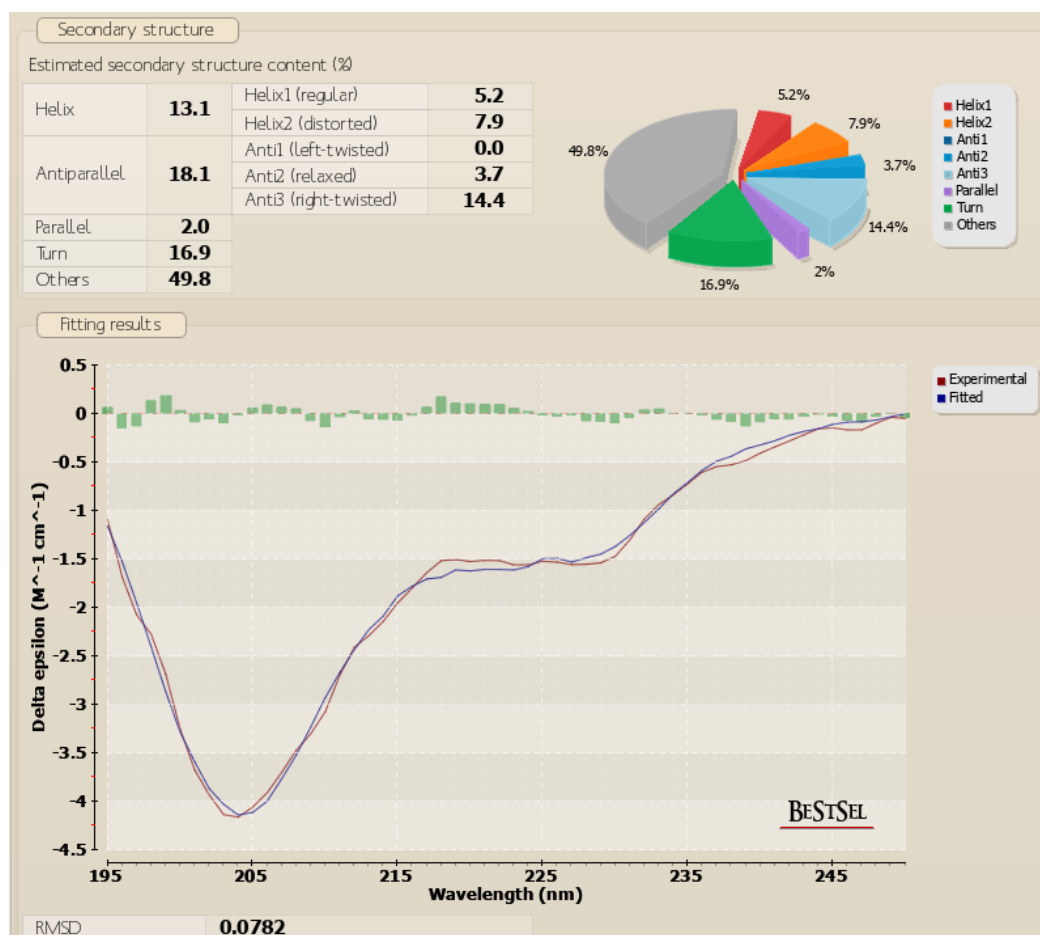 Secondary structure
Estimated secondary structure content (%)
Helix 13.1 Helix1 (regular) 5.2
Helix2 (distorted) 7.9
Antiparallel 18.1 Anti1 (left-twisted) 0.0
Anti2 (relaxed) 3.7
Anti3 (right-twisted) 14.4
Parallel 2.0
Turn 16.9
Others 49.8
5.2%
7.9%
3.7%
14.4%
2%
16.9%
49.8%
Helix1
Helix2
Anti1
Anti2
Anti3
Parallel
Turn
Others
Fitting results
0.5
0
-0.5
-1
-1.5
-2
-2.5
-3
-3.5
-4
-4.5
Delta epsilon (M^-1 cm^-1)
195 205 215 225 235 245
Wavelength (nm)
Experimental
Fitted
BESTSEL
RMSD 0.0782